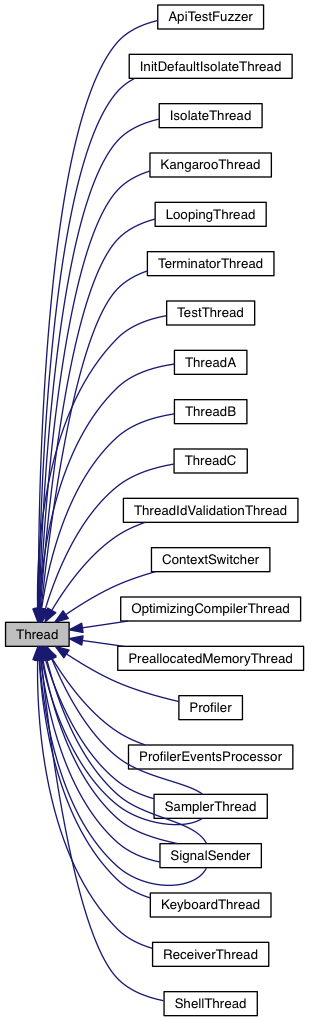 ApiTestFuzzer
InitDefaultIsolateThread
IsolateThread
KangarooThread
LoopingThread
TerminatorThread
TestThread
ThreadA
ThreadB
ThreadC
ThreadIdValidationThread
ContextSwitcher
OptimizingCompilerThread
Thread
PreallocatedMemoryThread
Profiler
ProfilerEventsProcessor
SamplerThread
SignalSender
KeyboardThread
ReceiverThread
ShellThread